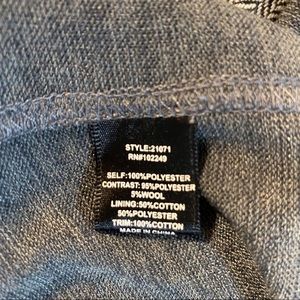 STYLE:21071
RN#102249
SELF:100%POLYESTER
CONTRAST: 95%POLYESTER
5%WOOL
LINING:50%COTTON
50%POLYESTER
TRIM:100%COTTON
MADE IN CHINA